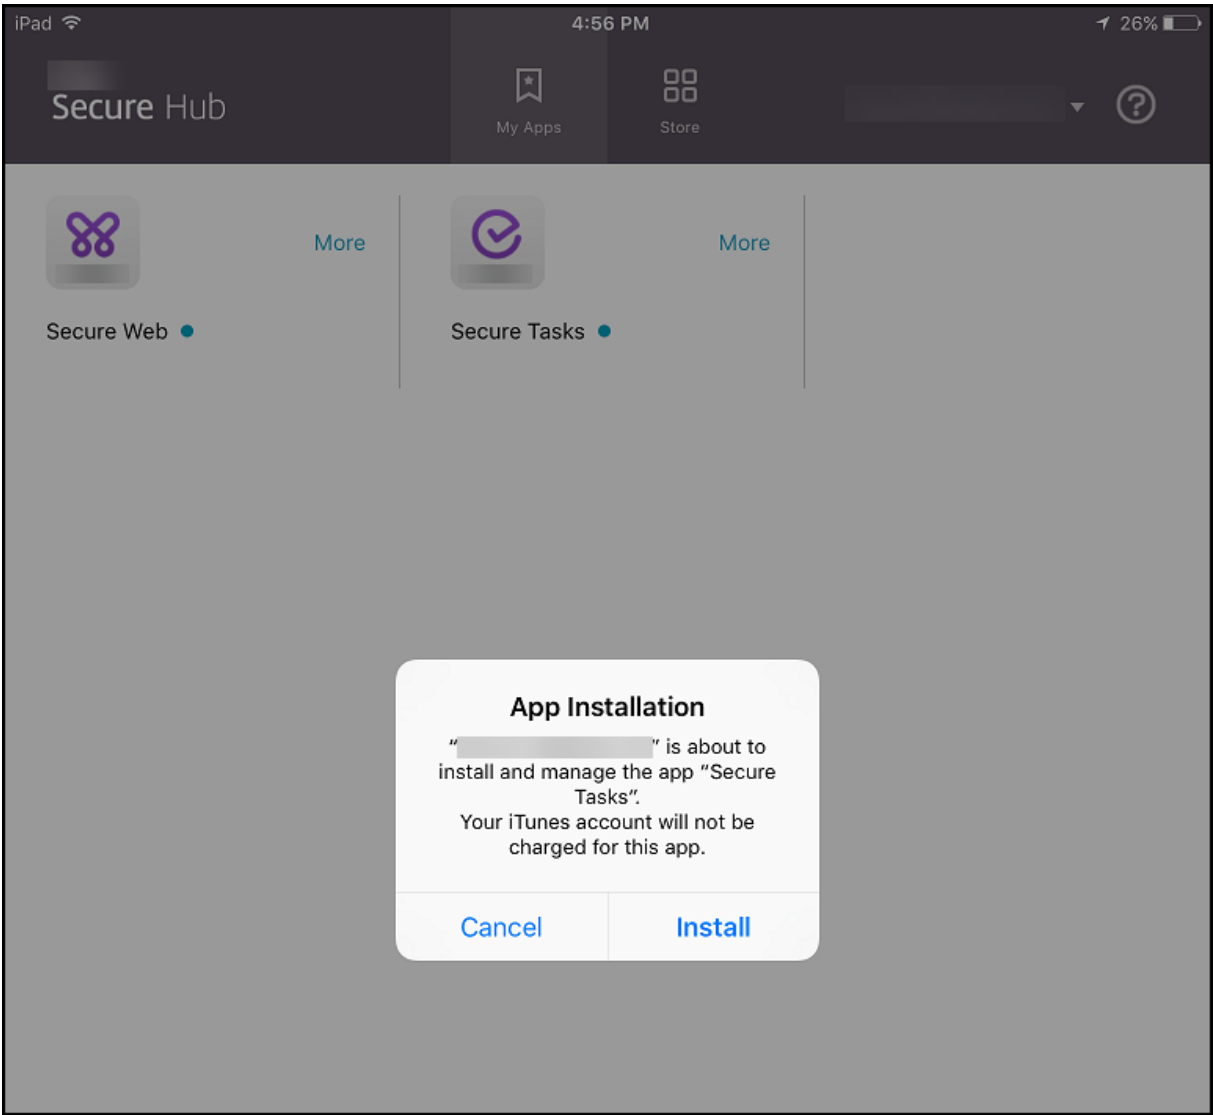 iPad 4:56 PM 26%
Secure Hub
My Apps Store
More More
Secure Web Secure Tasks
App Installation
“ ” is about to
install and manage the app “Secure
Tasks”.
Your iTunes account will not be
charged for this app.
Cancel Install